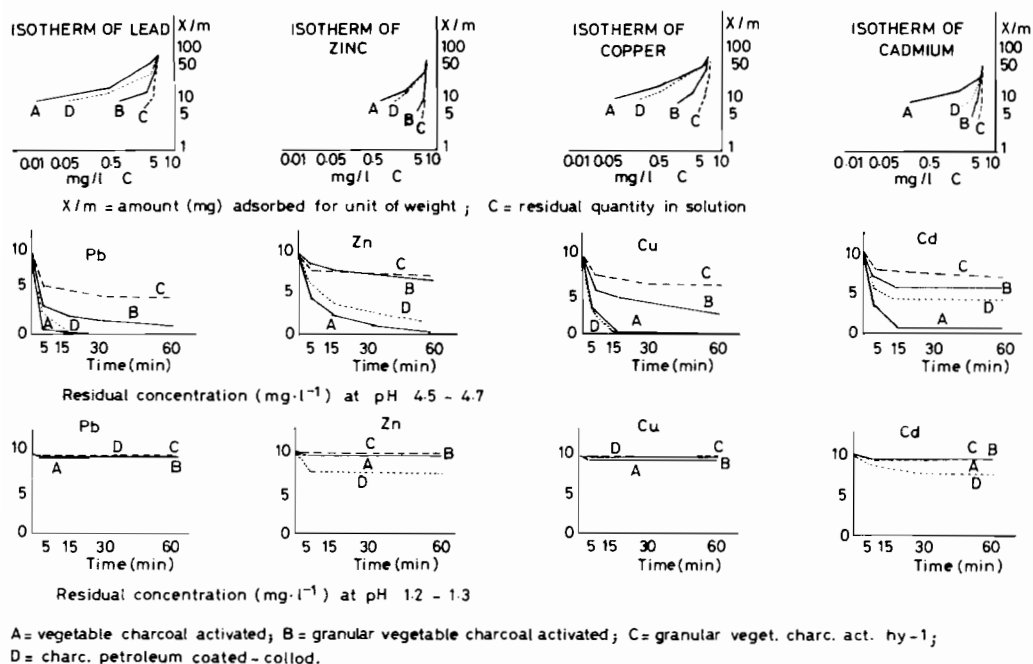 ISOTHERM OF LEAD
X/m
100
50
10
5
1
A D B C
0.01 0.05 0.5 5 10
mg/l C
ISOTHERM OF
ZINC
X/m
100
50
10
5
1
A D B C
0.01 0.05 0.5 5 10
mg/l C
ISOTHERM OF
COPPER
X/m
100
50
10
5
1
A D B C
0.01 0.05 0.5 5 10
mg/l C
ISOTHERM OF
CADMIUM
X/m
100
50
10
5
1
A D B C
0.01 0.05 0.5 5 10
mg/l C
X/m = amount (mg) adsorbed for unit of weight ; C = residual quantity in solution
Pb
10
5
0
C
B
A D
5 15 30 60
Time (min)
Zn
10
5
0
C
B
D
A
5 15 30 60
Time (min)
Cu
10
5
0
C
B
D A
5 15 30 60
Time (min)
Cd
10
5
0
C
B
D
A
5 15 30 60
Time (min)
Residual concentration (mg·l⁻¹) at pH 4·5 - 4·7
Pb
10
5
0
D C
A B
5 15 30 60
Time (min)
Zn
10
5
0
C
B
A
D
5 15 30 60
Time (min)
Cu
10
5
0
D C
A B
5 15 30 60
Time (min)
Cd
10
5
0
C B
A
D
5 15 30 60
Time (min)
Residual concentration (mg·l⁻¹) at pH 1·2 - 1·3
A = vegetable charcoal activated; B = granular vegetable charcoal activated; C = granular veget. charc. act. hy-1;
D = charc. petroleum coated-collod.